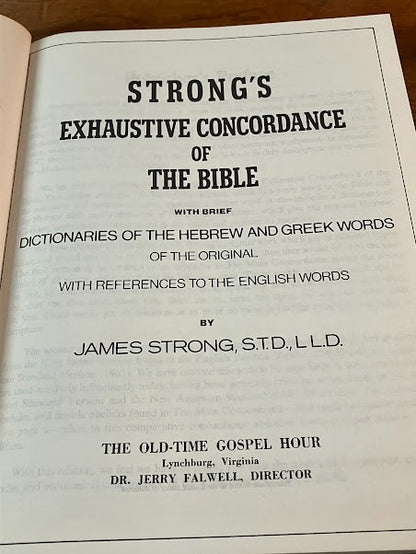 STRONG'S
EXHAUSTIVE CONCORDANCE
OF
THE BIBLE
WITH BRIEF
DICTIONARIES OF THE HEBREW AND GREEK WORDS
OF THE ORIGINAL
WITH REFERENCES TO THE ENGLISH WORDS
BY
JAMES STRONG, S.T.D., L L.D.
THE OLD-TIME GOSPEL HOUR
Lynchburg, Virginia
DR. JERRY FALWELL, DIRECTOR